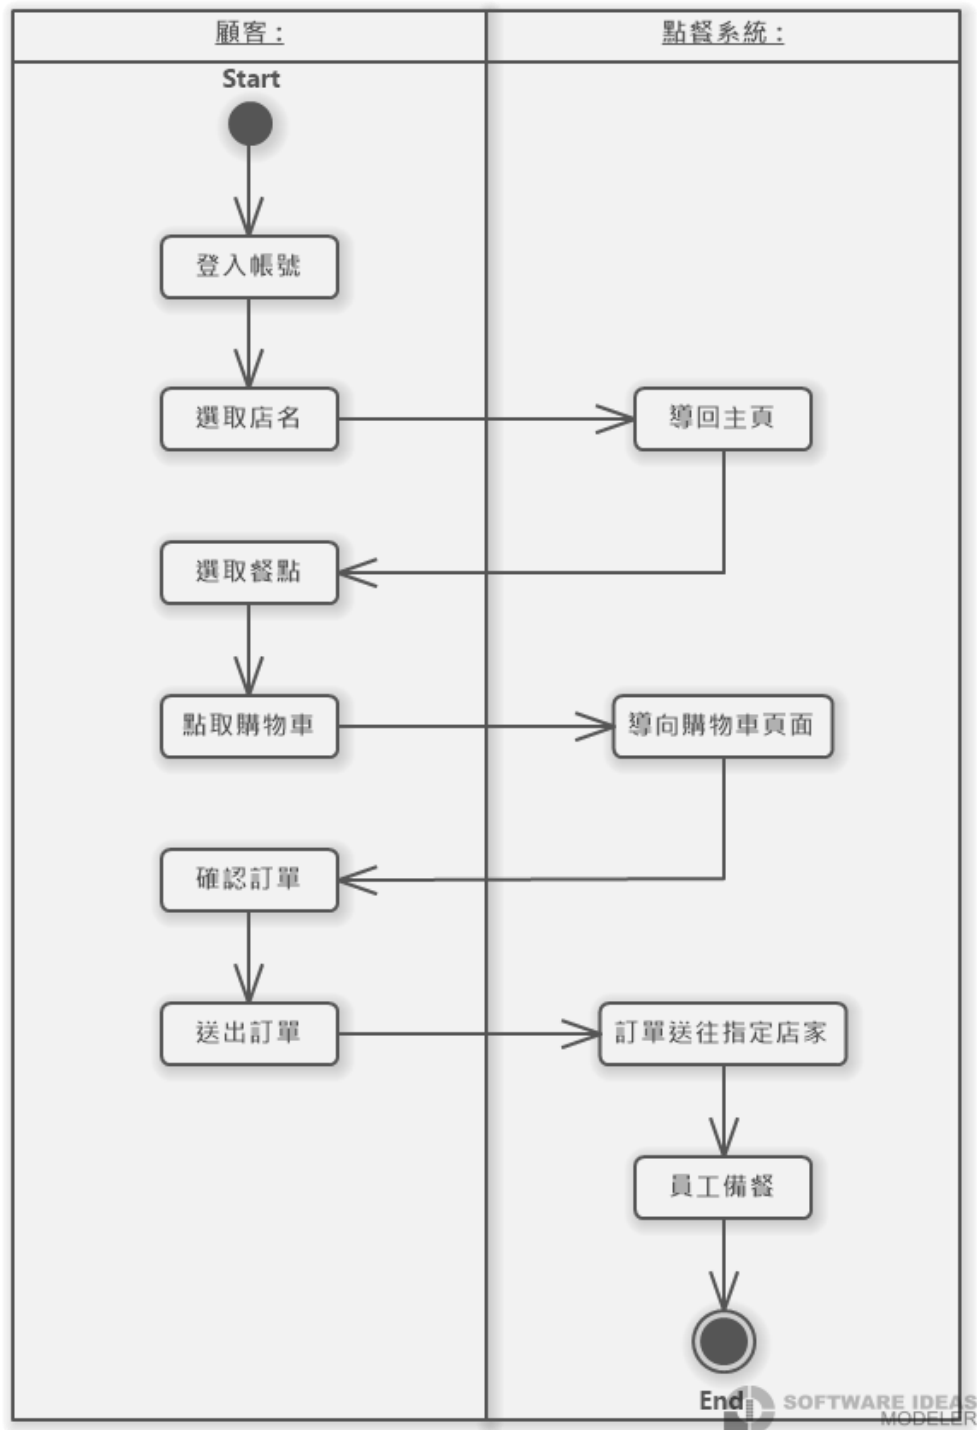 顧客 :
點餐系統 :
Start
登入帳號
選取店名
導回主頁
選取餐點
點取購物車
導向購物車頁面
確認訂單
送出訂單
訂單送往指定店家
員工備餐
End
SOFTWARE IDEAS
MODELER